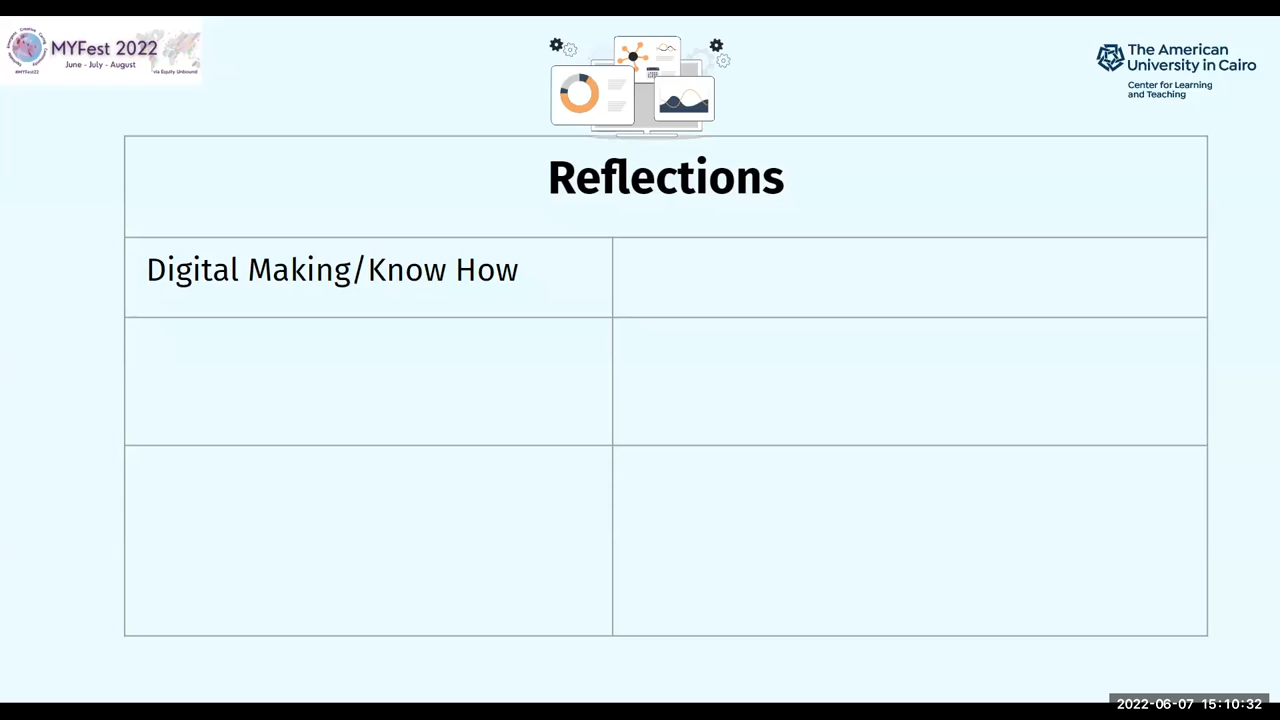 MYFest 2022
June - July - August
#MYFest22
via Equity Unbound
The American
University in Cairo
Center for Learning
and Teaching
Reflections
Digital Making/Know How
2022-06-07 15:10:32